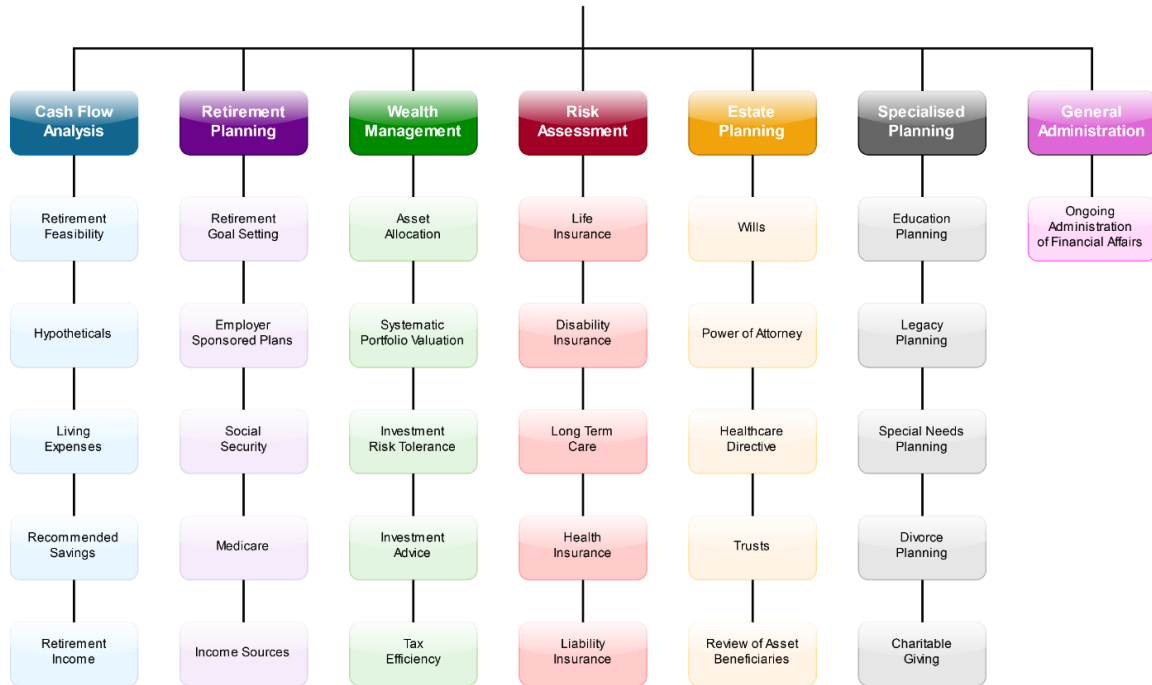 Cash Flow
Analysis
Retirement
Planning
Wealth
Management
Risk
Assessment
Estate
Planning
Specialised
Planning
General
Administration
Retirement
Feasibility
Retirement
Goal Setting
Asset
Allocation
Life
Insurance
Wills
Education
Planning
Ongoing
Administration
of Financial Affairs
Hypotheticals
Employer
Sponsored Plans
Systematic
Portfolio Valuation
Disability
Insurance
Power of Attorney
Legacy
Planning
Living
Expenses
Social
Security
Investment
Risk Tolerance
Long Term
Care
Healthcare
Directive
Special Needs
Planning
Recommended
Savings
Medicare
Investment
Advice
Health
Insurance
Trusts
Divorce
Planning
Retirement
Income
Income Sources
Tax
Efficiency
Liability
Insurance
Review of Asset
Beneficiaries
Charitable
Giving